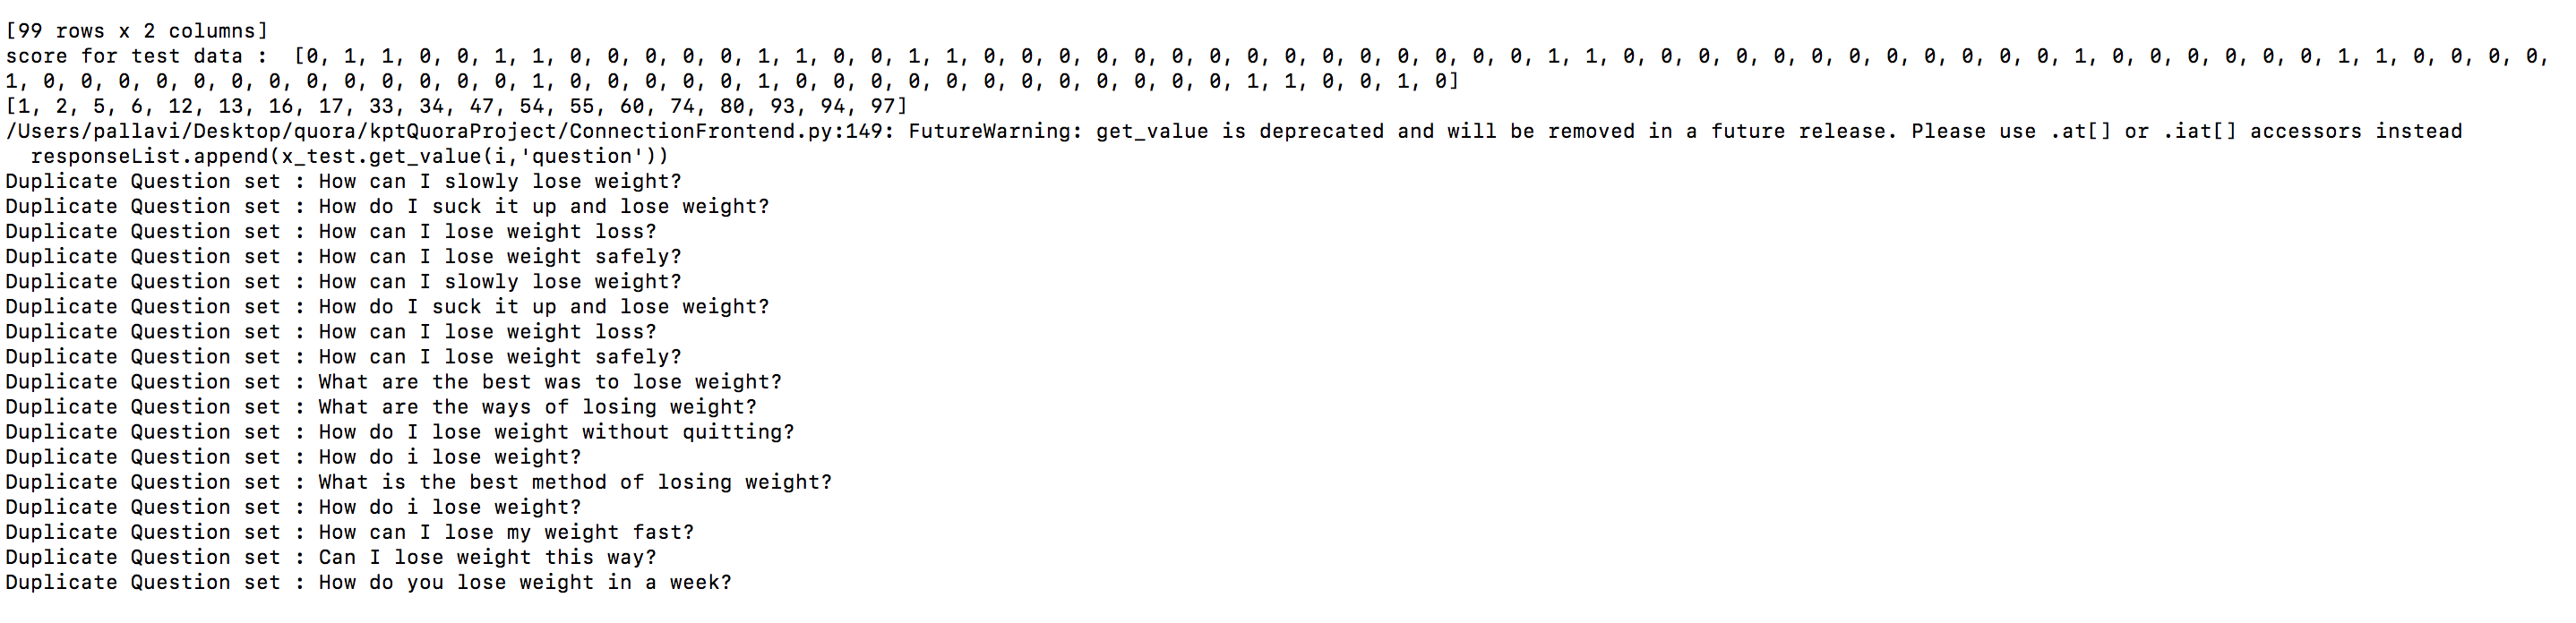 [99 rows x 2 columns]
score for test data :  [0, 1, 1, 0, 0, 1, 1, 0, 0, 0, 0, 0, 1, 1, 0, 0, 1, 1, 0, 0, 0, 0, 0, 0, 0, 0, 0, 0, 0, 0, 0, 0, 0, 1, 1, 0, 0, 0, 0, 0, 0, 0, 0, 0, 0, 0, 0, 1, 0, 0, 0, 0, 0, 0, 1, 1, 0, 0, 0, 0,
1, 0, 0, 0, 0, 0, 0, 0, 0, 0, 0, 0, 0, 0, 1, 0, 0, 0, 0, 0, 1, 0, 0, 0, 0, 0, 0, 0, 0, 0, 0, 0, 0, 1, 1, 0, 0, 1, 0]
[1, 2, 5, 6, 12, 13, 16, 17, 33, 34, 47, 54, 55, 60, 74, 80, 93, 94, 97]
/Users/pallavi/Desktop/quora/kptQuoraProject/ConnectionFrontend.py:149: FutureWarning: get_value is deprecated and will be removed in a future release. Please use .at[] or .iat[] accessors instead
  responseList.append(x_test.get_value(i,'question'))
Duplicate Question set : How can I slowly lose weight?
Duplicate Question set : How do I suck it up and lose weight?
Duplicate Question set : How can I lose weight loss?
Duplicate Question set : How can I lose weight safely?
Duplicate Question set : How can I slowly lose weight?
Duplicate Question set : How do I suck it up and lose weight?
Duplicate Question set : How can I lose weight loss?
Duplicate Question set : How can I lose weight safely?
Duplicate Question set : What are the best was to lose weight?
Duplicate Question set : What are the ways of losing weight?
Duplicate Question set : How do I lose weight without quitting?
Duplicate Question set : How do i lose weight?
Duplicate Question set : What is the best method of losing weight?
Duplicate Question set : How do i lose weight?
Duplicate Question set : How can I lose my weight fast?
Duplicate Question set : Can I lose weight this way?
Duplicate Question set : How do you lose weight in a week?